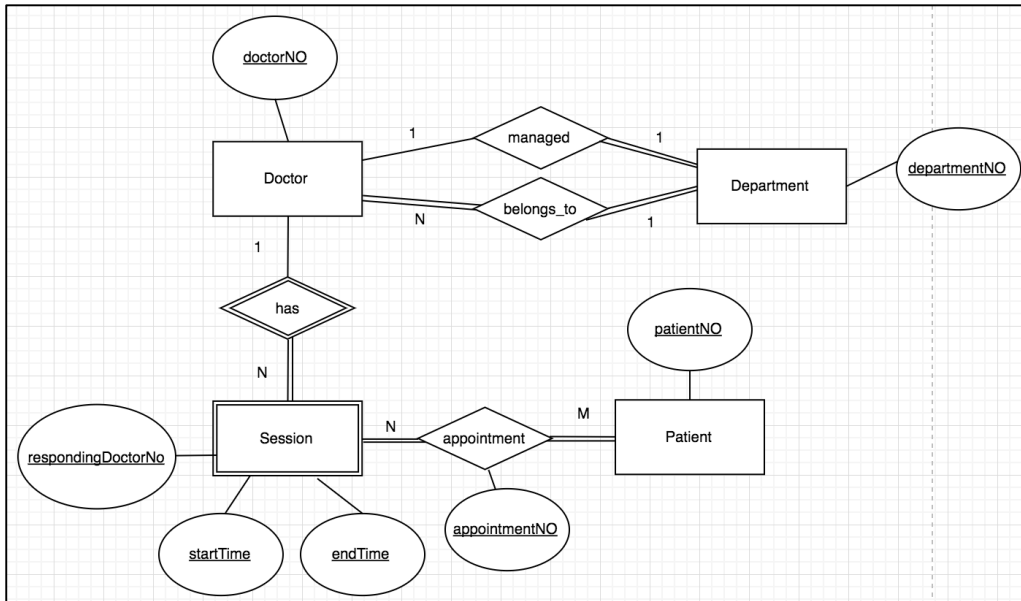 doctorNO
managed
1
1
Doctor
Department
departmentNO
belongs_to
N
1
1
has
patientNO
N
M
N
Session
appointment
Patient
respondingDoctorNo
appointmentNO
startTime
endTime